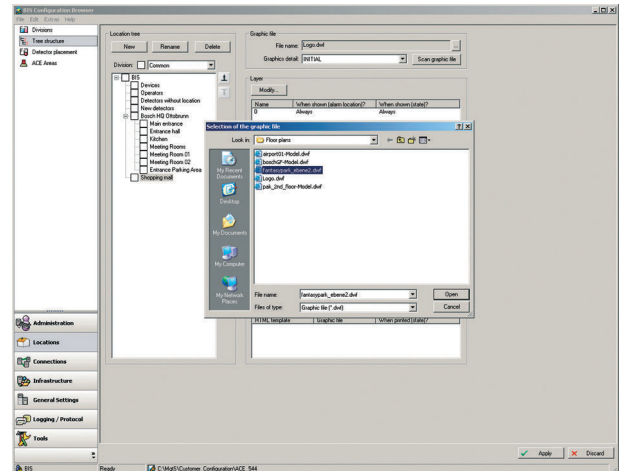 BIS Configuration Browser
File Edit Extras Help
Divisions
Tree structure
Detector placement
ACE Areas
Administration
Locations
Connections
Infrastructure
General Settings
Logging / Protocol
Tools
Location tree
New Rename Delete
Division: Common
BIS
Devices
Operators
Detectors without location
New detectors
Bosch HQ Ottobrunn
Main entrance
Entrance hall
Kitchen
Meeting Rooms
Meeting Room 01
Meeting Room 02
Entrance Parking Area
Shopping mall
Graphic file
File name: Logo.dwf ...
Graphics detail: INITIAL Scan graphic file
Layer
Modify...
Name When shown (alarm location)? When shown (state)?
0 Always Always
Selection of the graphic file
Look in: Floor plans
My Recent Documents
Desktop
My Documents
My Computer
My Network Places
airport01-Model.dwf
boschGF-Model.dwf
fantasypark_ebene2.dwf
Logo.dwf
pak_2nd_floor-Model.dwf
File name: fantasypark_ebene2.dwf Open
Files of type: Graphic file (*.dwf) Cancel
HTML template Graphic file When printed (state)?
Apply Discard
BIS Ready C:\MgtS\Customer_Configuration\ACE_544